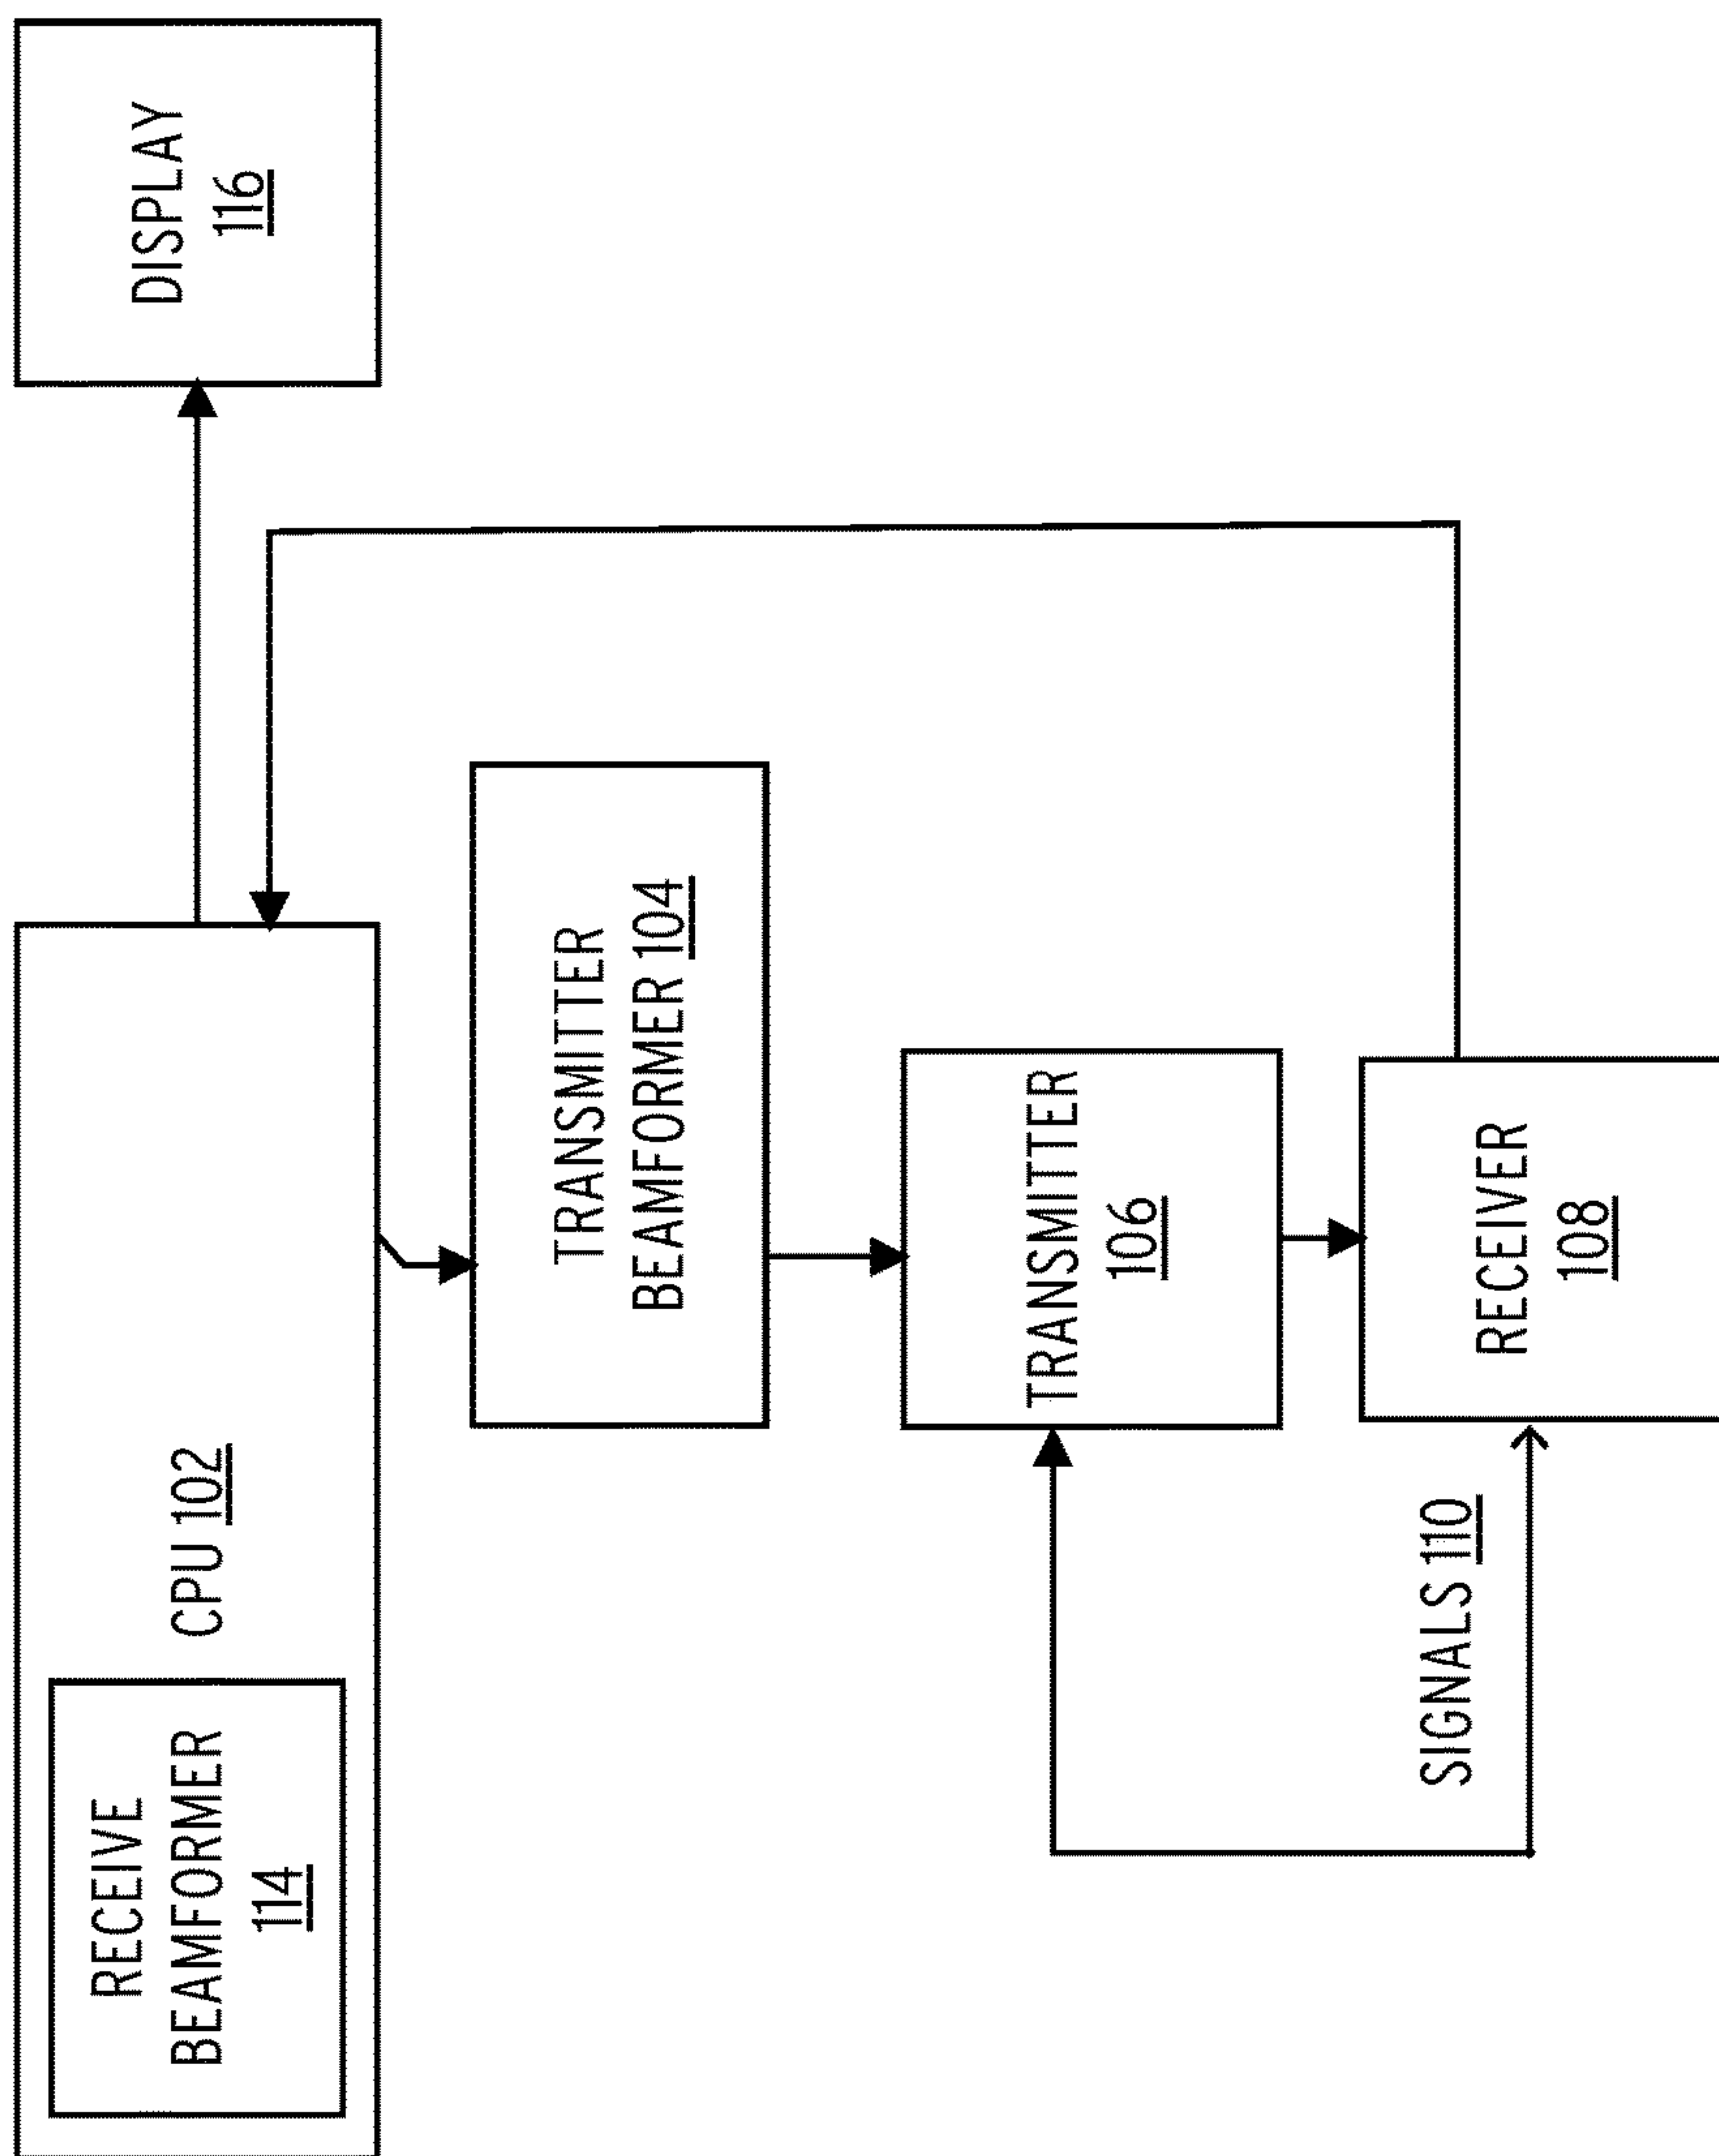 RECEIVE
BEAMFORMER
114
CPU 102
DISPLAY
116
TRANSMITTER
BEAMFORMER 104
TRANSMITTER
106
SIGNALS 110
RECEIVER
108